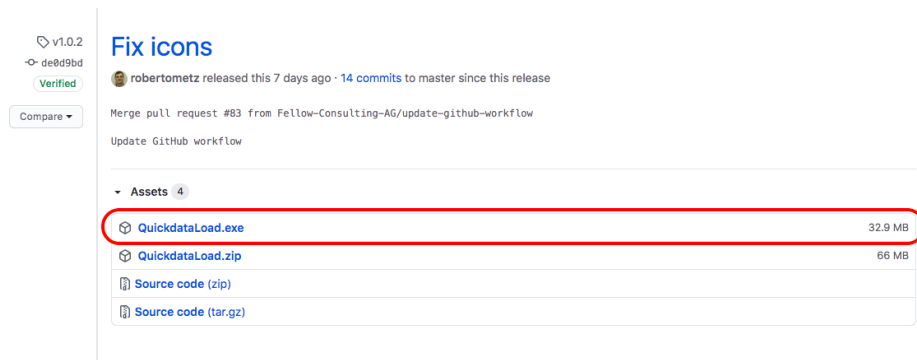 v1.0.2
de0d9bd
Verified
Compare
Fix icons
robertometz released this 7 days ago · 14 commits to master since this release
Merge pull request #83 from Fellow-Consulting-AG/update-github-workflow
Update GitHub workflow
Assets 4
QuickdataLoad.exe 32.9 MB
QuickdataLoad.zip 66 MB
Source code (zip)
Source code (tar.gz)